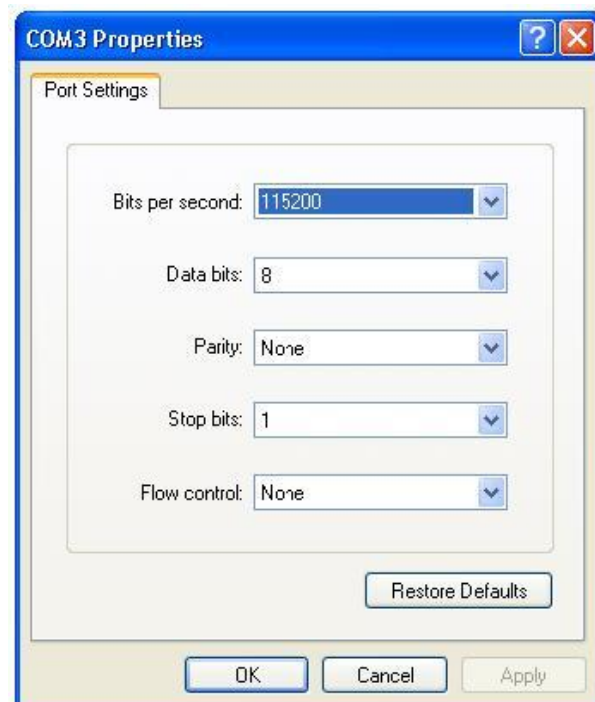 COM3 Properties
Port Settings
Bits per second: 115200
Data bits: 8
Parity: None
Stop bits: 1
Flow control: None
Restore Defaults
OK Cancel Apply